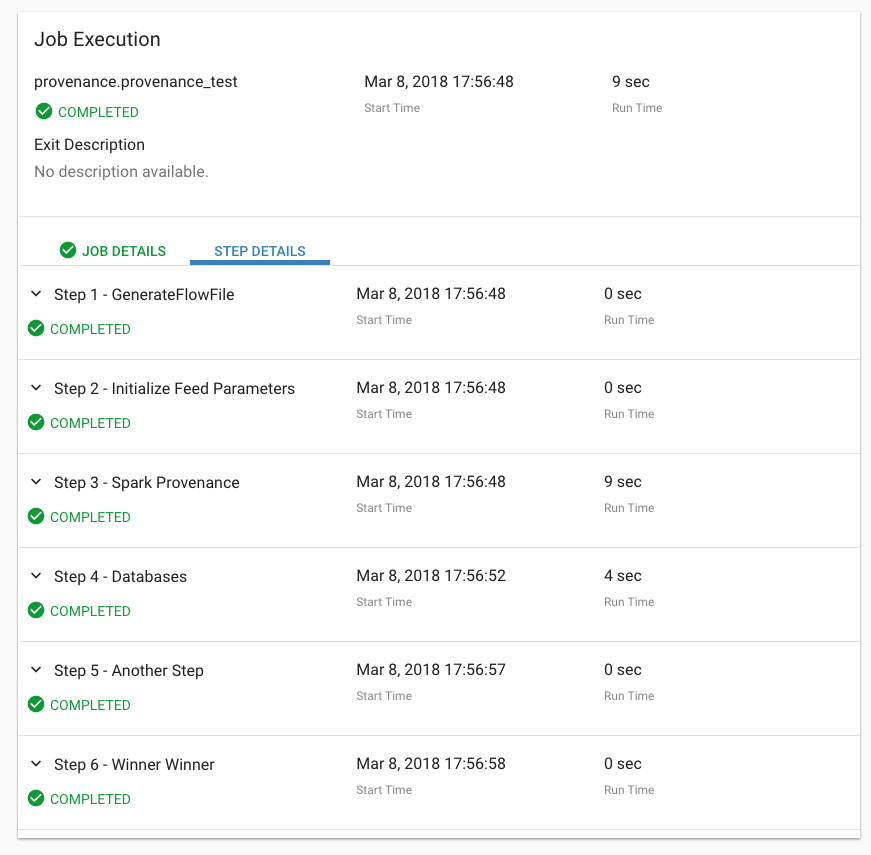 Job Execution
provenance.provenance_test Mar 8, 2018 17:56:48 9 sec
COMPLETED Start Time Run Time
Exit Description
No description available.
JOB DETAILS STEP DETAILS
Step 1 - GenerateFlowFile Mar 8, 2018 17:56:48 0 sec
COMPLETED Start Time Run Time
Step 2 - Initialize Feed Parameters Mar 8, 2018 17:56:48 0 sec
COMPLETED Start Time Run Time
Step 3 - Spark Provenance Mar 8, 2018 17:56:48 9 sec
COMPLETED Start Time Run Time
Step 4 - Databases Mar 8, 2018 17:56:52 4 sec
COMPLETED Start Time Run Time
Step 5 - Another Step Mar 8, 2018 17:56:57 0 sec
COMPLETED Start Time Run Time
Step 6 - Winner Winner Mar 8, 2018 17:56:58 0 sec
COMPLETED Start Time Run Time